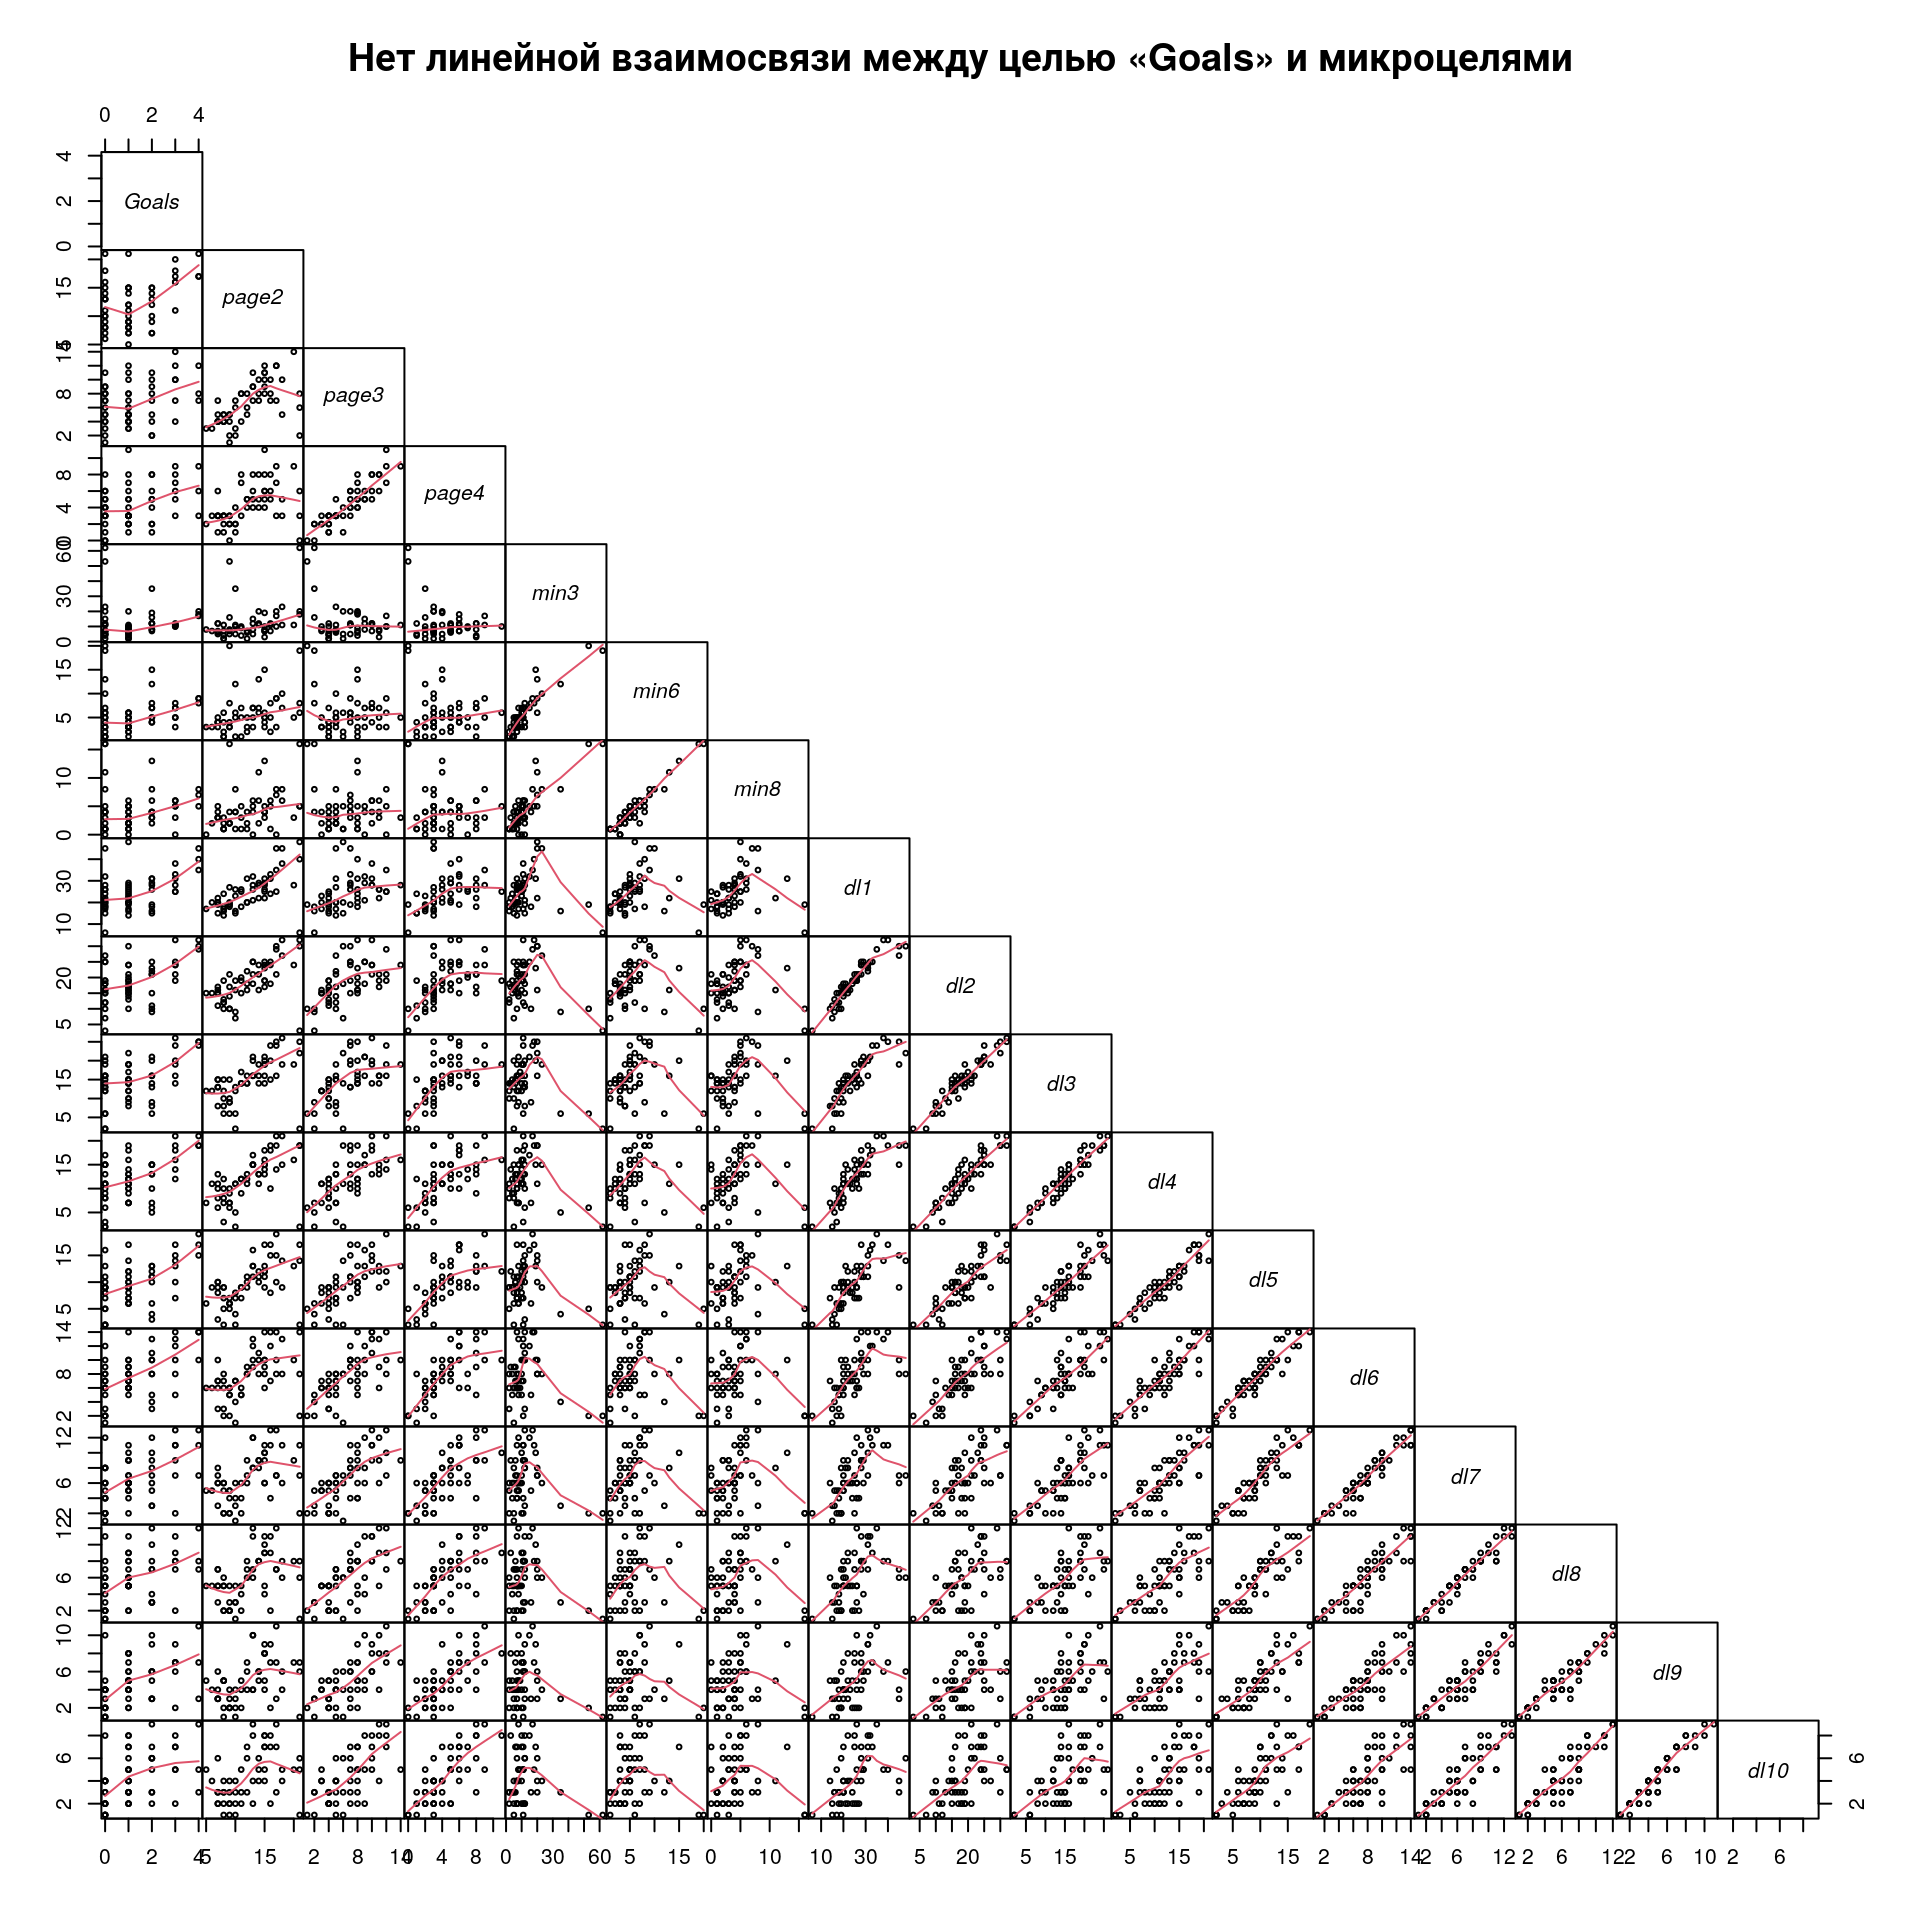 Нет линейной взаимосвязи между целью «Goals» и микроцелями
0 2 4
4 2 0
Goals
15 5
page2
15 8 2
page3
8 4 0
page4
60 30 0
min3
15 5
min6
10 0
min8
30 10
dl1
20 5
dl2
15 5
dl3
15 5
dl4
15 5
dl5
14 8 2
dl6
12 6 2
dl7
12 6 2
dl8
10 6 2
dl9
6 2
dl10
6 2
0 2 4 5 15 2 8 14 0 4 8 0 30 60 5 15 0 10 10 30 5 20 5 15 5 15 5 15 2 8 14 2 6 12 2 6 12 2 6 10 2 6